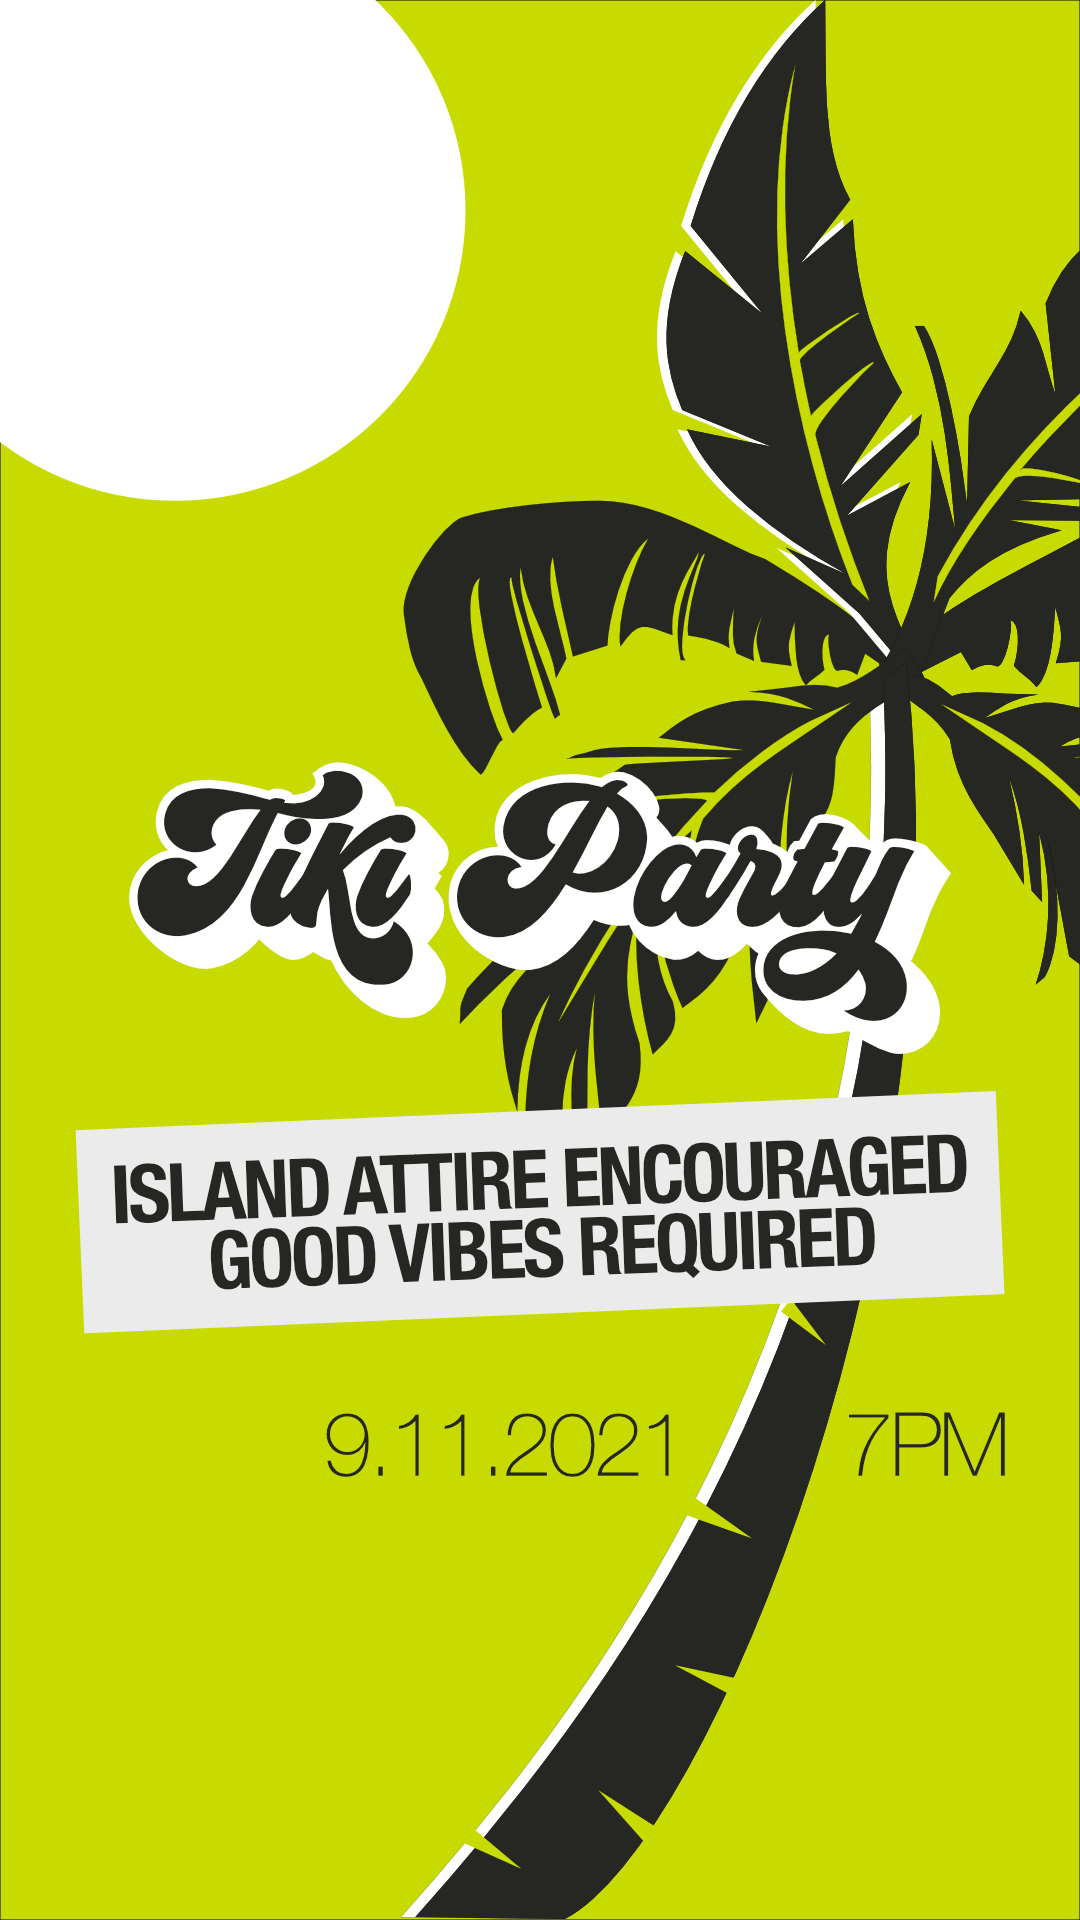 Tiki Party
ISLAND ATTIRE ENCOURAGED
GOOD VIBES REQUIRED
9.11.2021 7PM